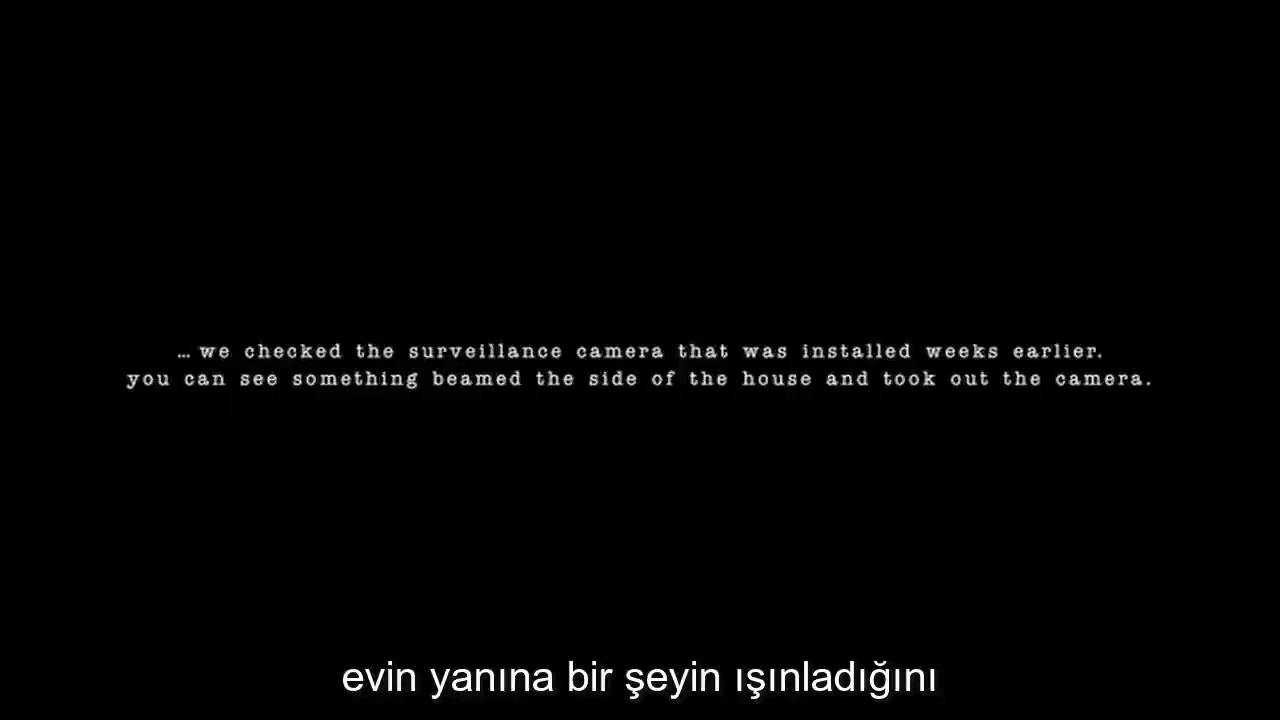 … we checked the surveillance camera that was installed weeks earlier.
you can see something beamed the side of the house and took out the camera.
evin yanına bir şeyin ışınladığını